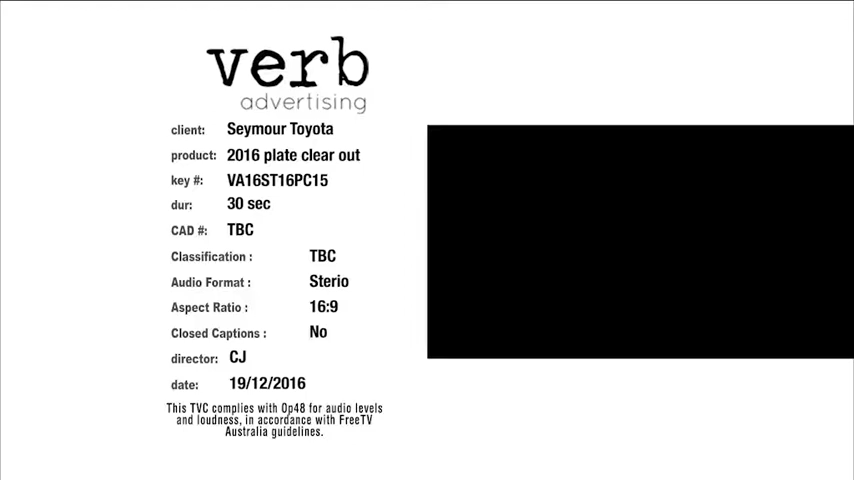 verb
advertising
client: Seymour Toyota
product: 2016 plate clear out
key #: VA16ST16PC15
dur: 30 sec
CAD #: TBC
Classification : TBC
Audio Format : Sterio
Aspect Ratio : 16:9
Closed Captions : No
director: CJ
date: 19/12/2016
This TVC complies with Op48 for audio levels
and loudness, in accordance with FreeTV
Australia guidelines.